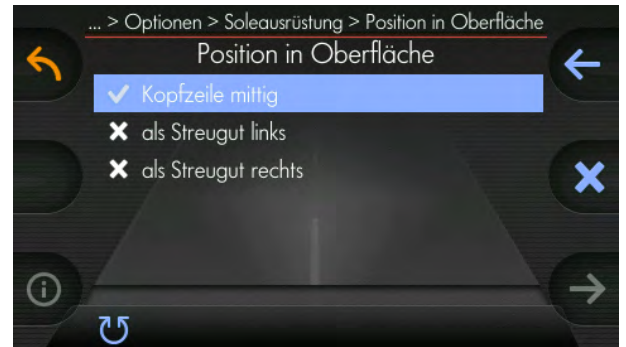 ... > Optionen > Soleausrüstung > Position in Oberfläche
Position in Oberfläche
Kopfzeile mittig
als Streugut links
als Streugut rechts